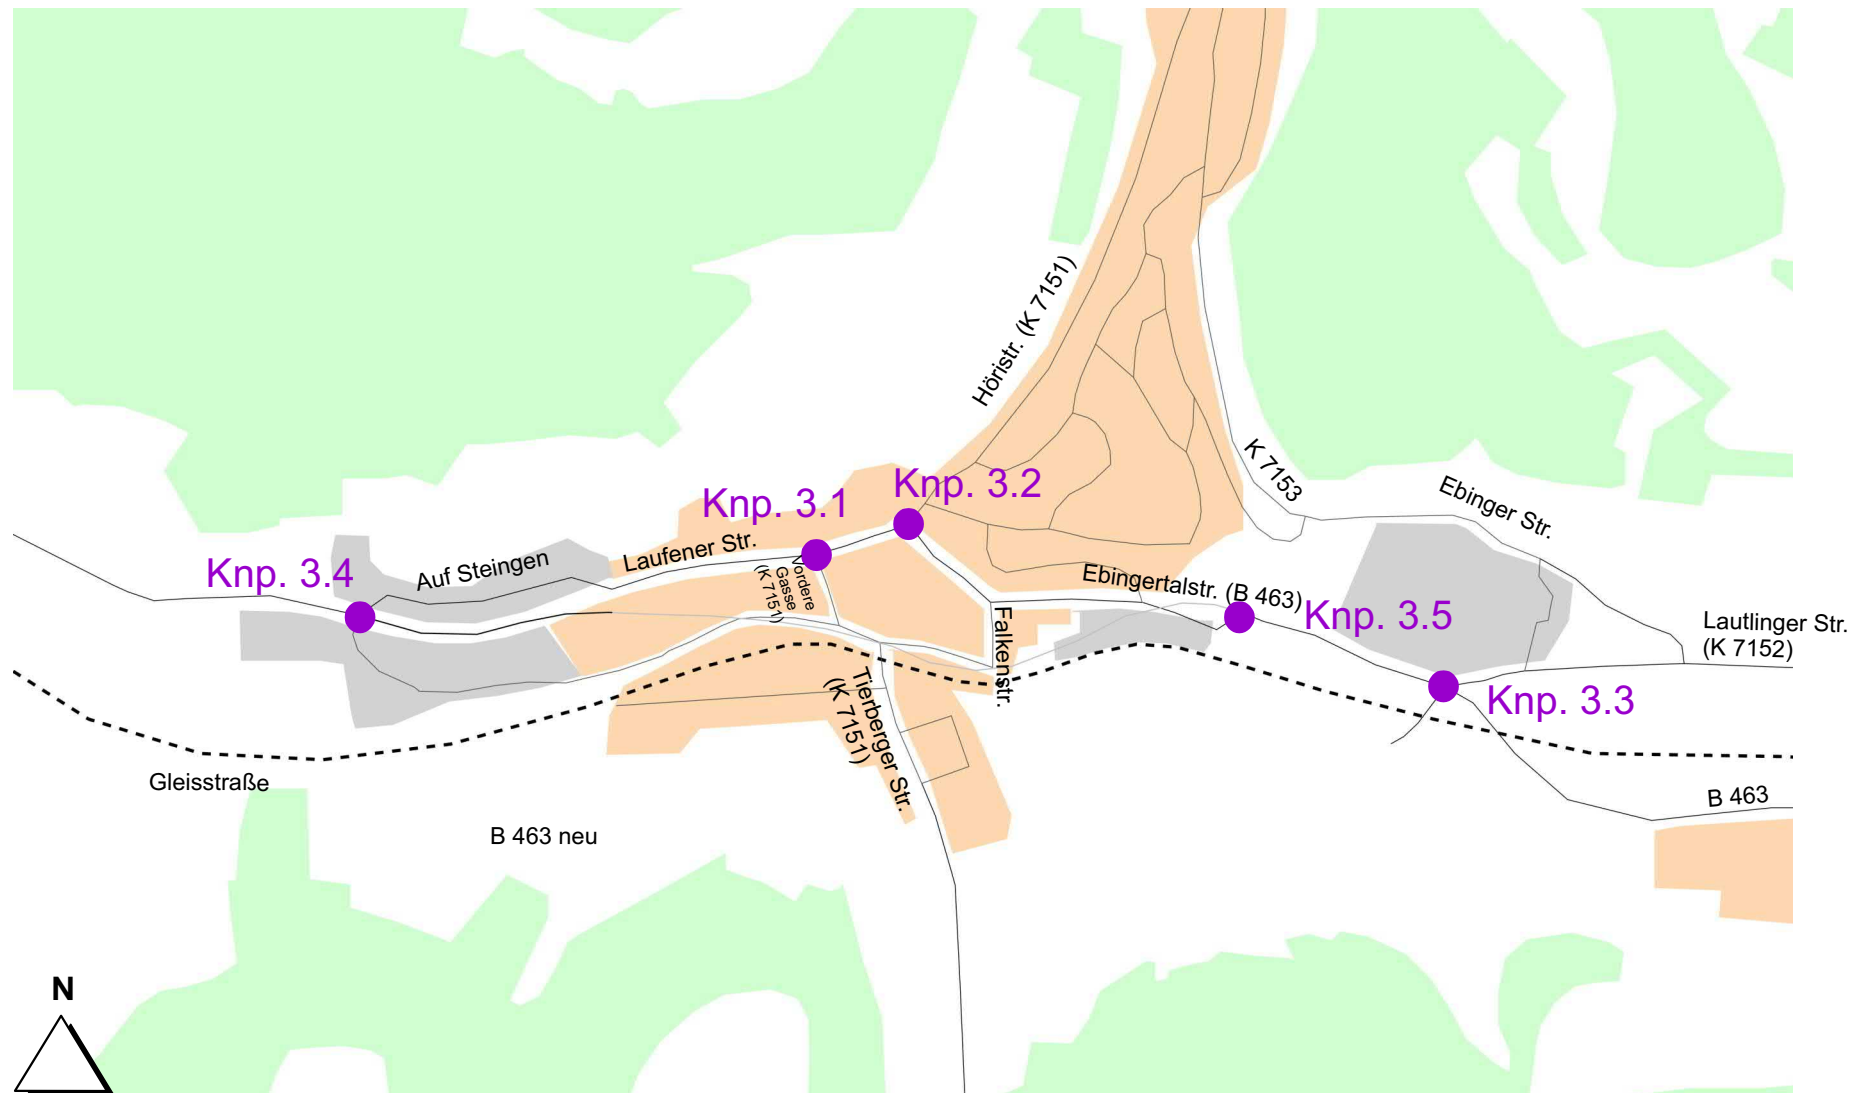 Höristr. (K 7151)
K 7153
Knp. 3.2
Knp. 3.1
Ebinger Str.
Laufener Str.
Auf Steingen
Knp. 3.4
Vordere
Gasse
(K 7151)
Ebingertalstr. (B 463)
Knp. 3.5
Lautlinger Str.
(K 7152)
Falkenstr.
Tierberger Str.
(K 7151)
Knp. 3.3
Gleisstraße
B 463
B 463 neu
N